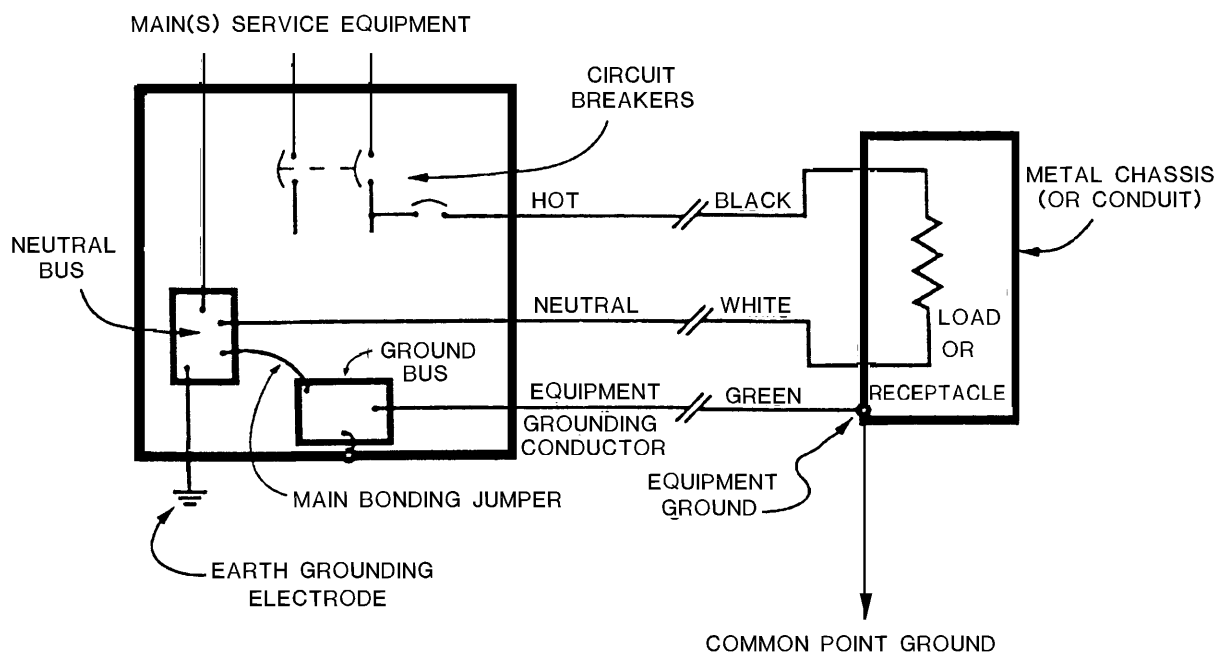 MAIN(S) SERVICE EQUIPMENT
CIRCUIT
BREAKERS
HOT
BLACK
METAL CHASSIS
(OR CONDUIT)
NEUTRAL
BUS
NEUTRAL
WHITE
LOAD
OR
RECEPTACLE
GROUND
BUS
EQUIPMENT
GROUNDING
CONDUCTOR
GREEN
MAIN BONDING JUMPER
EQUIPMENT
GROUND
EARTH GROUNDING
ELECTRODE
COMMON POINT GROUND